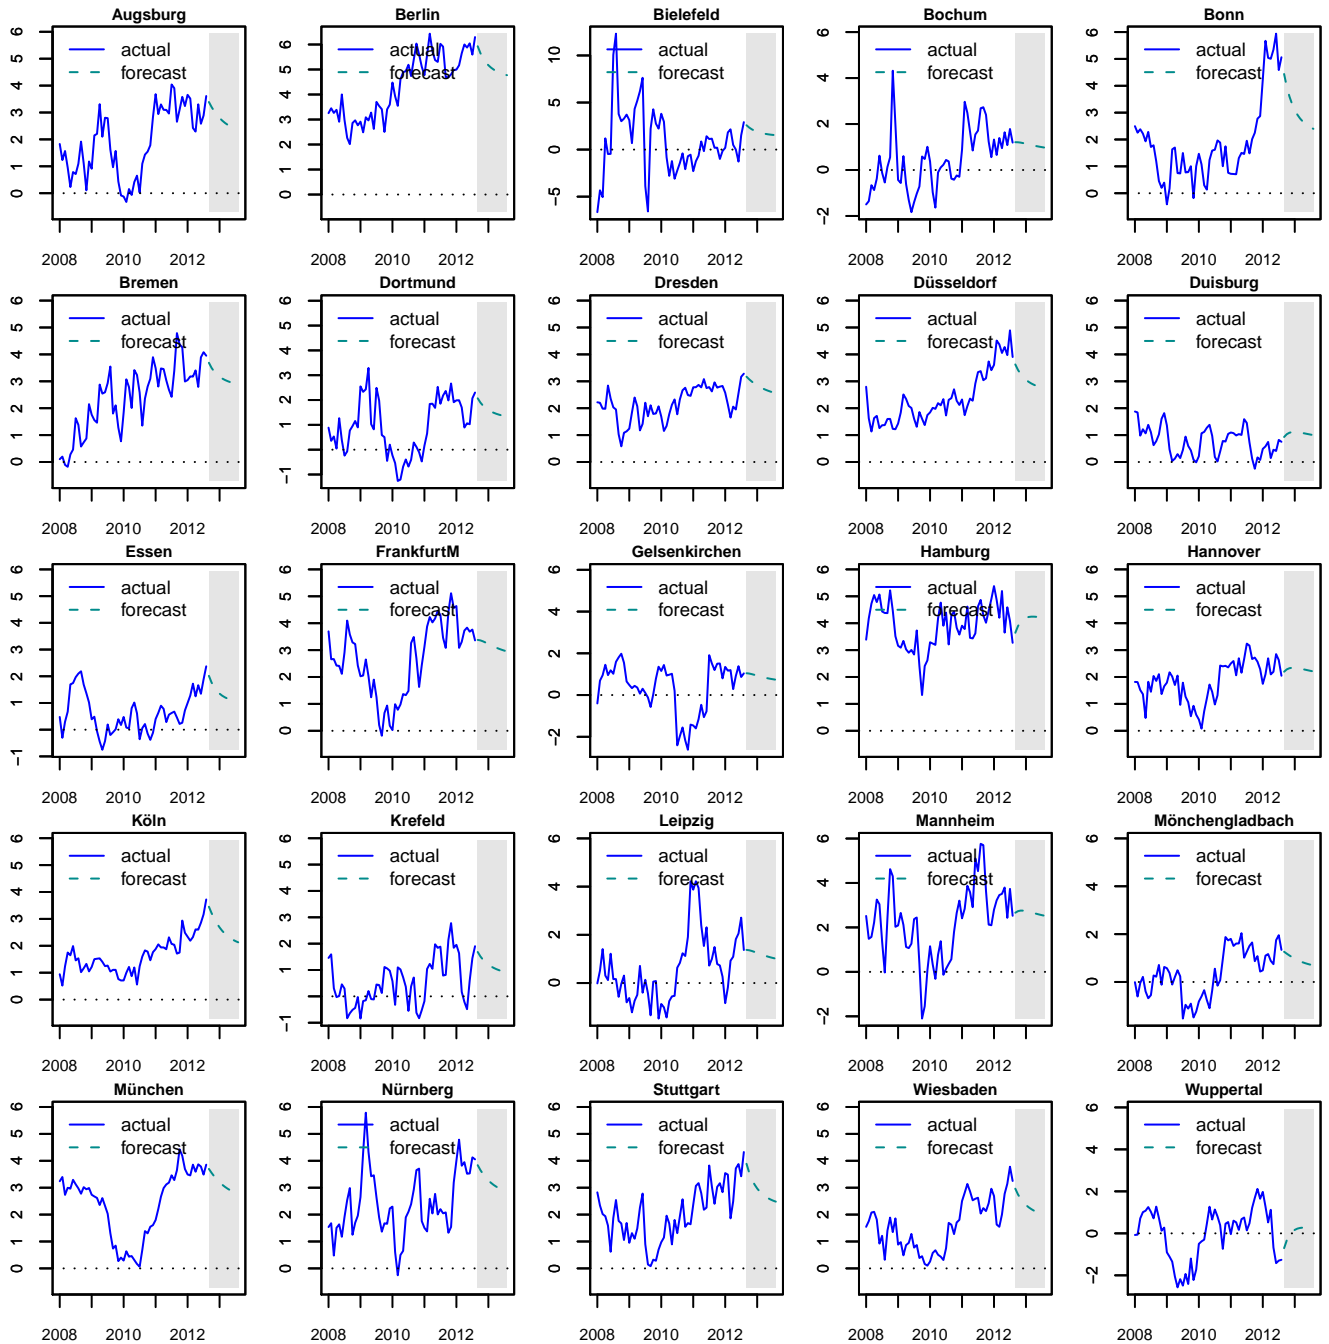 Augsburg Berlin Bielefeld Bochum Bonn
actual actual actual actual actual
forecast forecast forecast forecast forecast
0 1 2 3 4 5 6 0 1 2 3 4 5 6 −5 0 5 10 −2 0 2 4 6 0 1 2 3 4 5 6
2008 2010 2012 2008 2010 2012 2008 2010 2012 2008 2010 2012 2008 2010 2012
Bremen Dortmund Dresden Düsseldorf Duisburg
actual actual actual actual actual
forecast forecast forecast forecast forecast
0 1 2 3 4 5 6 −1 0 1 2 3 4 5 6 0 1 2 3 4 5 6 0 1 2 3 4 5 6 0 1 2 3 4 5 6
2008 2010 2012 2008 2010 2012 2008 2010 2012 2008 2010 2012 2008 2010 2012
Essen FrankfurtM Gelsenkirchen Hamburg Hannover
actual actual actual actual actual
forecast forecast forecast forecast forecast
−1 0 1 2 3 4 5 6 0 1 2 3 4 5 6 −2 0 2 4 6 0 1 2 3 4 5 6 0 1 2 3 4 5 6
2008 2010 2012 2008 2010 2012 2008 2010 2012 2008 2010 2012 2008 2010 2012
Köln Krefeld Leipzig Mannheim Mönchengladbach
actual actual actual actual actual
forecast forecast forecast forecast forecast
0 1 2 3 4 5 6 −1 0 1 2 3 4 5 6 0 2 4 6 −2 0 2 4 6 0 2 4 6
2008 2010 2012 2008 2010 2012 2008 2010 2012 2008 2010 2012 2008 2010 2012
München Nürnberg Stuttgart Wiesbaden Wuppertal
actual actual actual actual actual
forecast forecast forecast forecast forecast
0 1 2 3 4 5 6 0 1 2 3 4 5 6 0 1 2 3 4 5 6 0 1 2 3 4 5 6 −2 0 2 4 6
2008 2010 2012 2008 2010 2012 2008 2010 2012 2008 2010 2012 2008 2010 2012